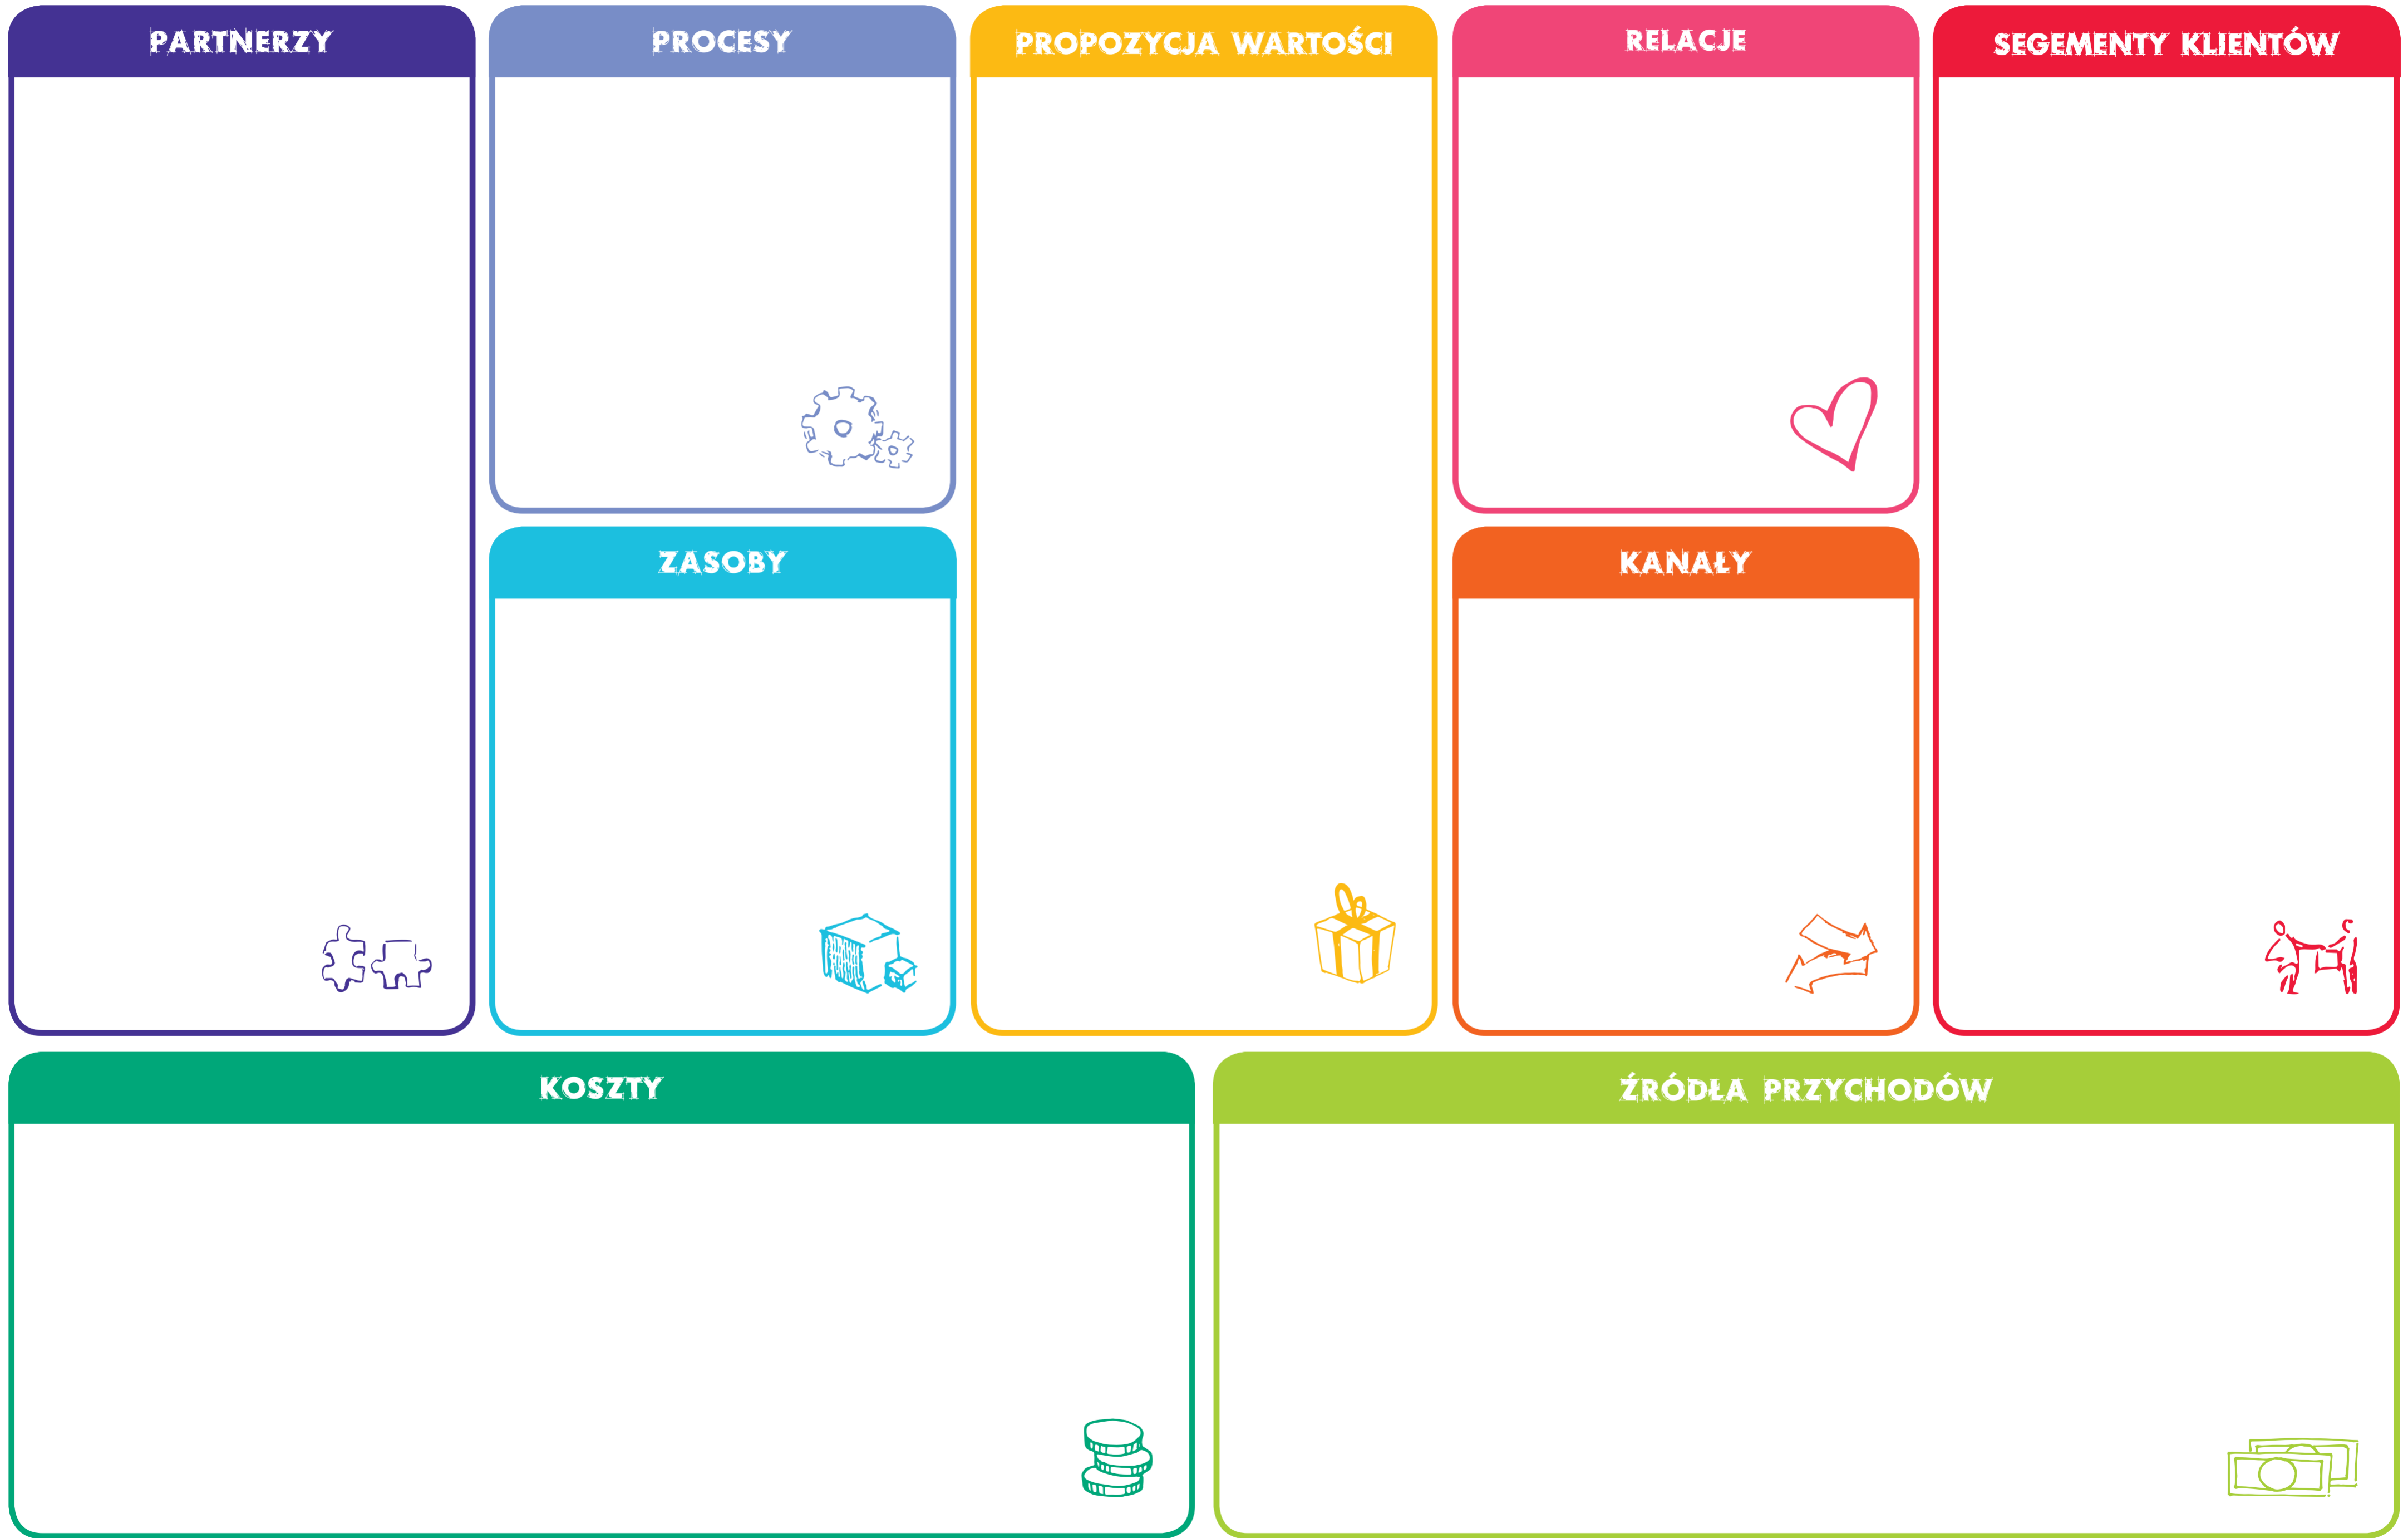 PARTNERZY
PROCESY
PROPOZYCJA WARTOŚCI
RELACJE
SEGEMENTY KLIENTÓW
ZASOBY
KANAŁY
KOSZTY
ŹRÓDŁA PRZYCHODÓW